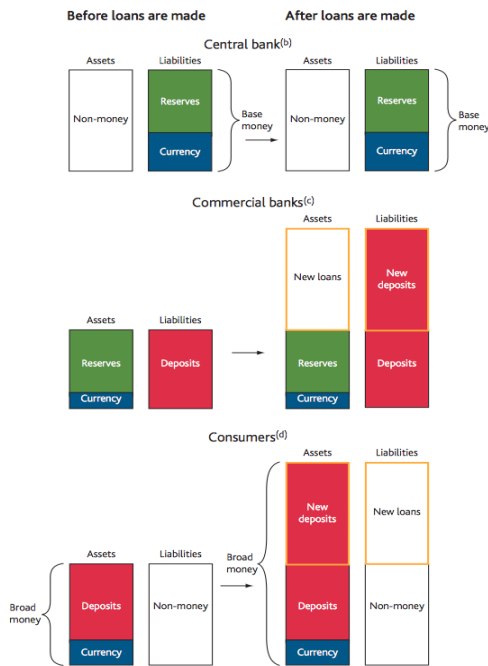 Before loans are made
After loans are made
Central bank(b)
Assets
Liabilities
Assets
Liabilities
Non-money
Reserves
Currency
Base
money
Non-money
Reserves
Currency
Base
money
Commercial banks(c)
Assets
Liabilities
New loans
New
deposits
Assets
Liabilities
Reserves
Deposits
Currency
Reserves
Deposits
Currency
Consumers(d)
Assets
Liabilities
New
deposits
New loans
Assets
Liabilities
Broad
money
Deposits
Non-money
Currency
Broad
money
Deposits
Non-money
Currency